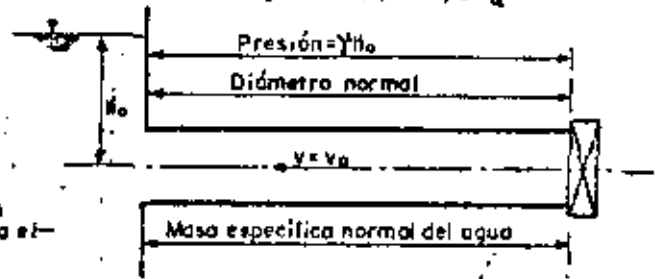 Presión=γH₀
Diámetro normal
H₀
v= v₀
Masa específica normal del agua